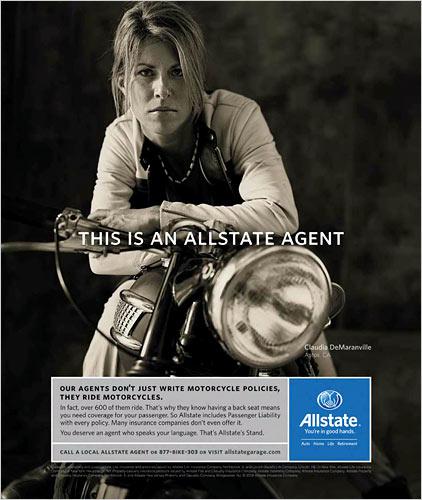 THIS IS AN ALLSTATE AGENT
Claudia DeMaranville
Aptos, CA
OUR AGENTS DON'T JUST WRITE MOTORCYCLE POLICIES,
THEY RIDE MOTORCYCLES.
In fact, over 600 of them ride. That's why they know having a back seat means
you need coverage for your passenger. So Allstate includes Passenger Liability
with every policy. Many insurance companies don't even offer it.
You deserve an agent who speaks your language. That's Allstate's Stand.
CALL A LOCAL ALLSTATE AGENT OR 877-BIKE-303 OR VISIT allstategarage.com
Allstate.
You're in good hands.
Auto Home Life Retirement